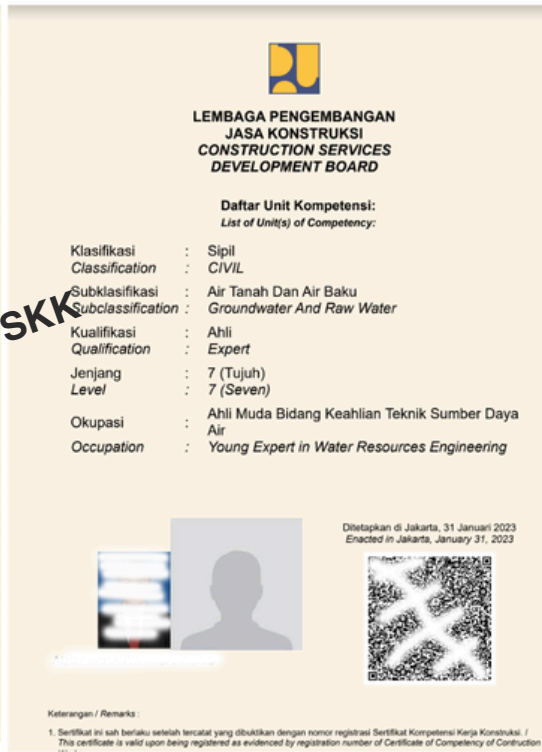 LEMBAGA PENGEMBANGAN
JASA KONSTRUKSI
CONSTRUCTION SERVICES
DEVELOPMENT BOARD
Daftar Unit Kompetensi:
List of Unit(s) of Competency:
Klasifikasi : Sipil
Classification : CIVIL
Subklasifikasi : Air Tanah Dan Air Baku
Subclassification : Groundwater And Raw Water
SKK
Kualifikasi : Ahli
Qualification : Expert
Jenjang : 7 (Tujuh)
Level : 7 (Seven)
Okupasi : Ahli Muda Bidang Keahlian Teknik Sumber Daya
Air
Occupation : Young Expert in Water Resources Engineering
Ditetapkan di Jakarta, 31 Januari 2023
Enacted in Jakarta, January 31, 2023
Keterangan / Remarks :
1. Sertifikat ini sah berlaku setelah tercatat yang dibuktikan dengan nomor registrasi Sertifikat Kompetensi Kerja Konstruksi. /
This certificate is valid upon being registered as evidenced by registration number of Certificate of Competency of Contruction